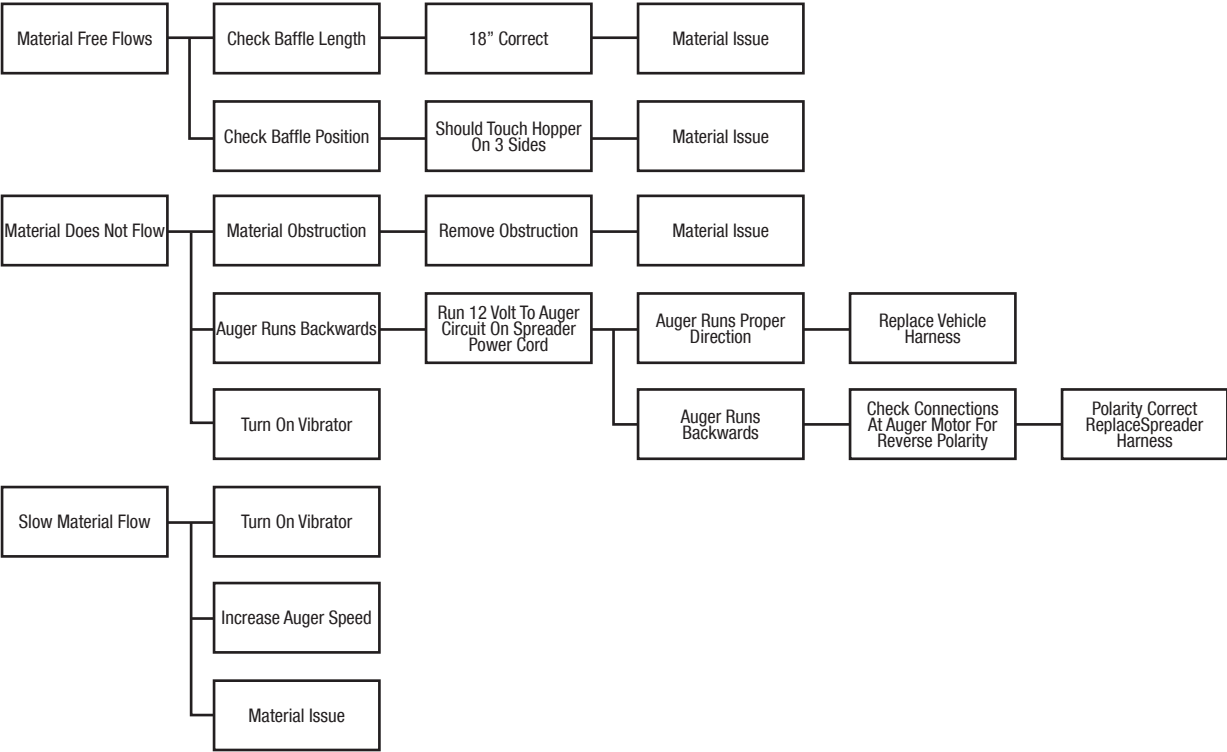 Material Free Flows
Check Baffle Length
18” Correct
Material Issue
Check Baffle Position
Should Touch Hopper
On 3 Sides
Material Issue
Material Does Not Flow
Material Obstruction
Remove Obstruction
Material Issue
Auger Runs Backwards
Run 12 Volt To Auger
Circuit On Spreader
Power Cord
Auger Runs Proper
Direction
Replace Vehicle
Harness
Turn On Vibrator
Auger Runs
Backwards
Check Connections
At Auger Motor For
Reverse Polarity
Polarity Correct
ReplaceSpreader
Harness
Slow Material Flow
Turn On Vibrator
Increase Auger Speed
Material Issue